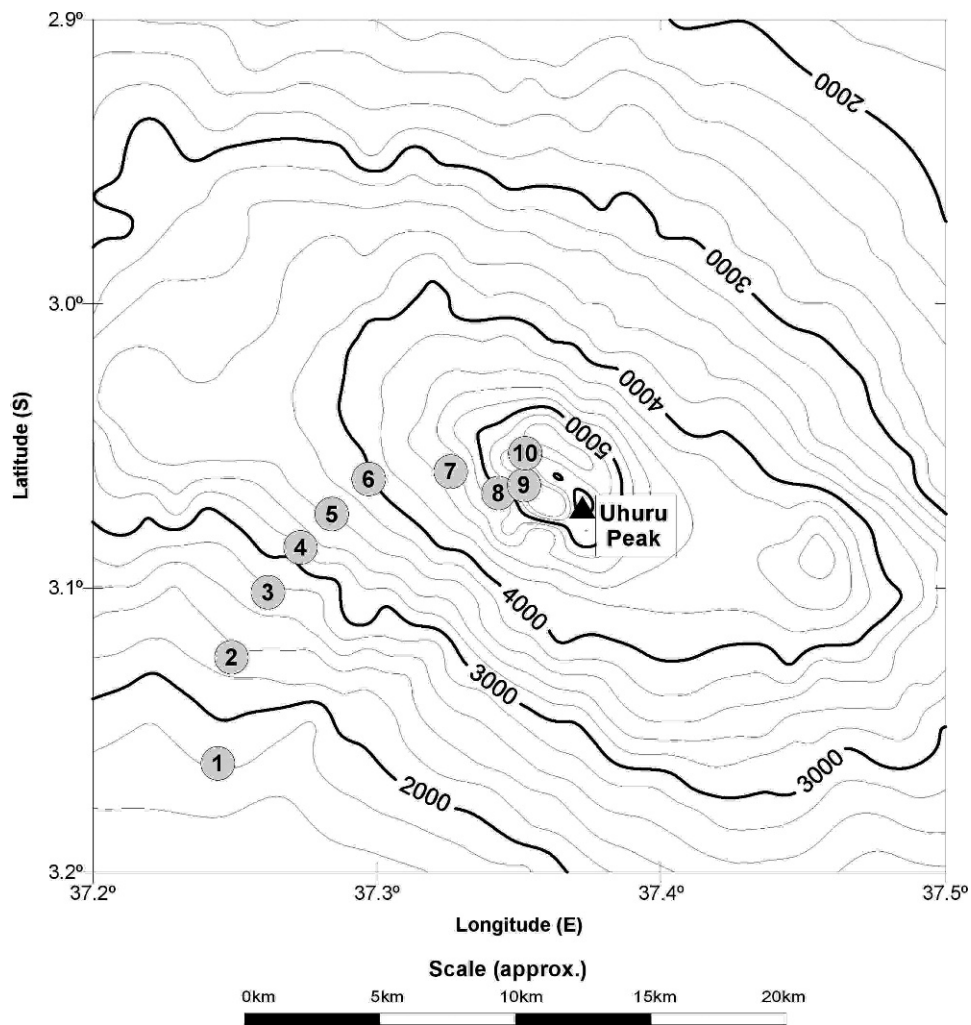 2.9º
2000
3000
3.0º
4000
5000
Latitude (S)
10
7
6
9
8
5
Uhuru
Peak
4
3
3.1º
4000
2
3000
1
3000
2000
3.2º
37.2º
37.3º
37.4º
37.5º
Longitude (E)
Scale (approx.)
0km
5km
10km
15km
20km